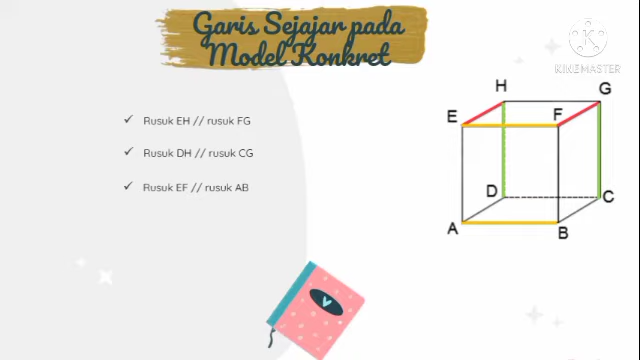 Garis Sejajar pada
Model Konkret
K
KINEMASTER
✓ Rusuk EH // rusuk FG
✓ Rusuk DH // rusuk CG
✓ Rusuk EF // rusuk AB
H
G
E
F
D
C
A
B